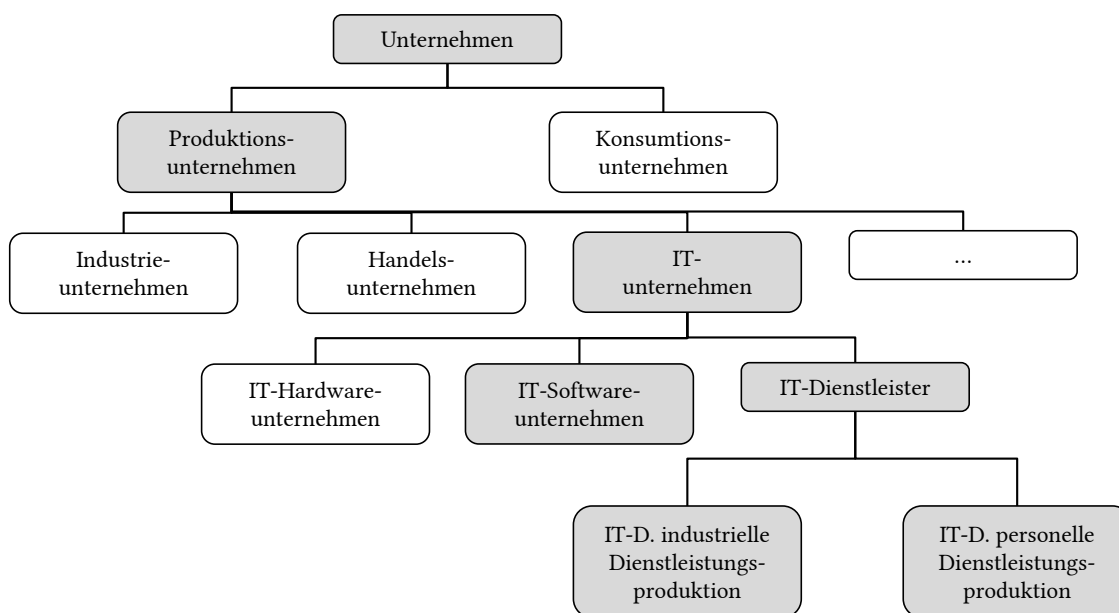 Unternehmen
Produktions-
unternehmen
Konsumtions-
unternehmen
Industrie-
unternehmen
Handels-
unternehmen
IT-
unternehmen
...
IT-Hardware-
unternehmen
IT-Software-
unternehmen
IT-Dienstleister
IT-D. industrielle
Dienstleistungs-
produktion
IT-D. personelle
Dienstleistungs-
produktion